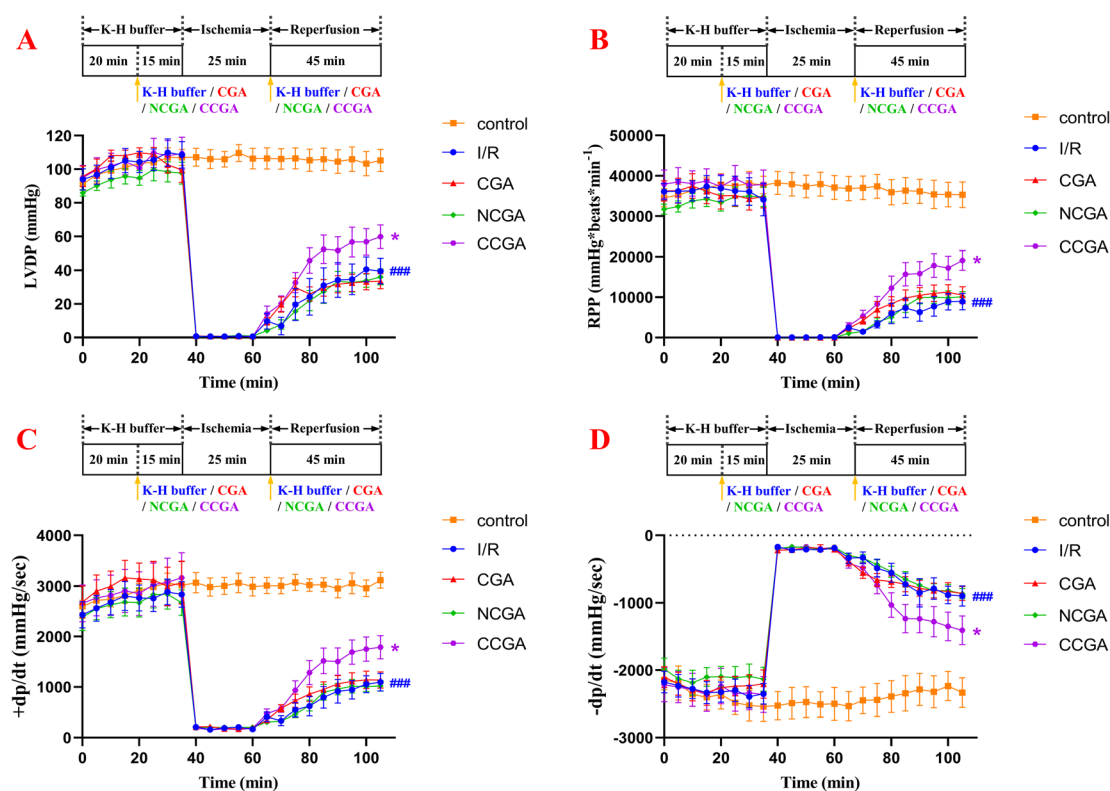 A
K-H buffer Ischemia Reperfusion
20 min 15 min 25 min 45 min
K-H buffer / CGA K-H buffer / CGA
/ NCGA / CCGA / NCGA / CCGA
LVDP (mmHg)
120
100
80
60
40
20
0
0 20 40 60 80 100
Time (min)
*
###
control
I/R
CGA
NCGA
CCGA
B
K-H buffer Ischemia Reperfusion
20 min 15 min 25 min 45 min
K-H buffer / CGA K-H buffer / CGA
/ NCGA / CCGA / NCGA / CCGA
RPP (mmHg*beats*min⁻¹)
50000
40000
30000
20000
10000
0
0 20 40 60 80 100
Time (min)
*
###
control
I/R
CGA
NCGA
CCGA
C
K-H buffer Ischemia Reperfusion
20 min 15 min 25 min 45 min
K-H buffer / CGA K-H buffer / CGA
/ NCGA / CCGA / NCGA / CCGA
+dp/dt (mmHg/sec)
4000
3000
2000
1000
0
0 20 40 60 80 100
Time (min)
*
###
control
I/R
CGA
NCGA
CCGA
D
K-H buffer Ischemia Reperfusion
20 min 15 min 25 min 45 min
K-H buffer / CGA K-H buffer / CGA
/ NCGA / CCGA / NCGA / CCGA
-dp/dt (mmHg/sec)
0
-1000
-2000
-3000
0 20 40 60 80 100
Time (min)
###
*
control
I/R
CGA
NCGA
CCGA